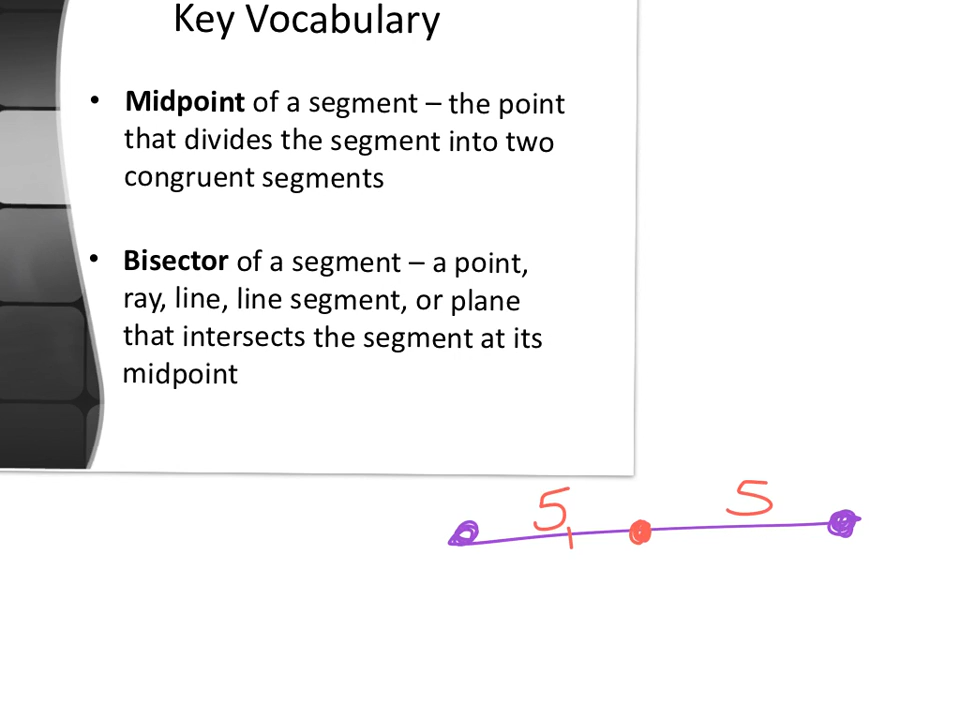 Key Vocabulary
• Midpoint of a segment – the point
that divides the segment into two
congruent segments
• Bisector of a segment – a point,
ray, line, line segment, or plane
that intersects the segment at its
midpoint
5 5